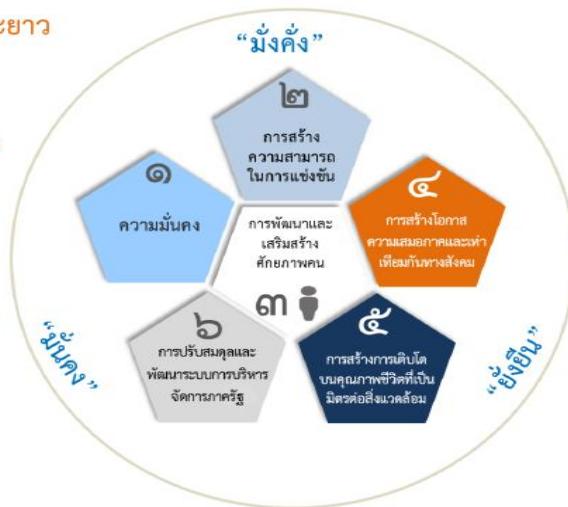 ะยาว
“มั่งคั่ง”
๒
การสร้าง
ความสามารถ
ในการแข่งขัน
๑
ความมั่นคง
การพัฒนาและ
เสริมสร้าง
ศักยภาพคน
๓
๔
การสร้างโอกาส
ความเสมอภาคและเท่า
เทียมกันทางสังคม
๖
การปรับสมดุลและ
พัฒนาระบบการบริหาร
จัดการภาครัฐ
๕
การสร้างการเติบโต
บนคุณภาพชีวิตที่เป็น
มิตรต่อสิ่งแวดล้อม
“มั่นคง”
“ยั่งยืน”